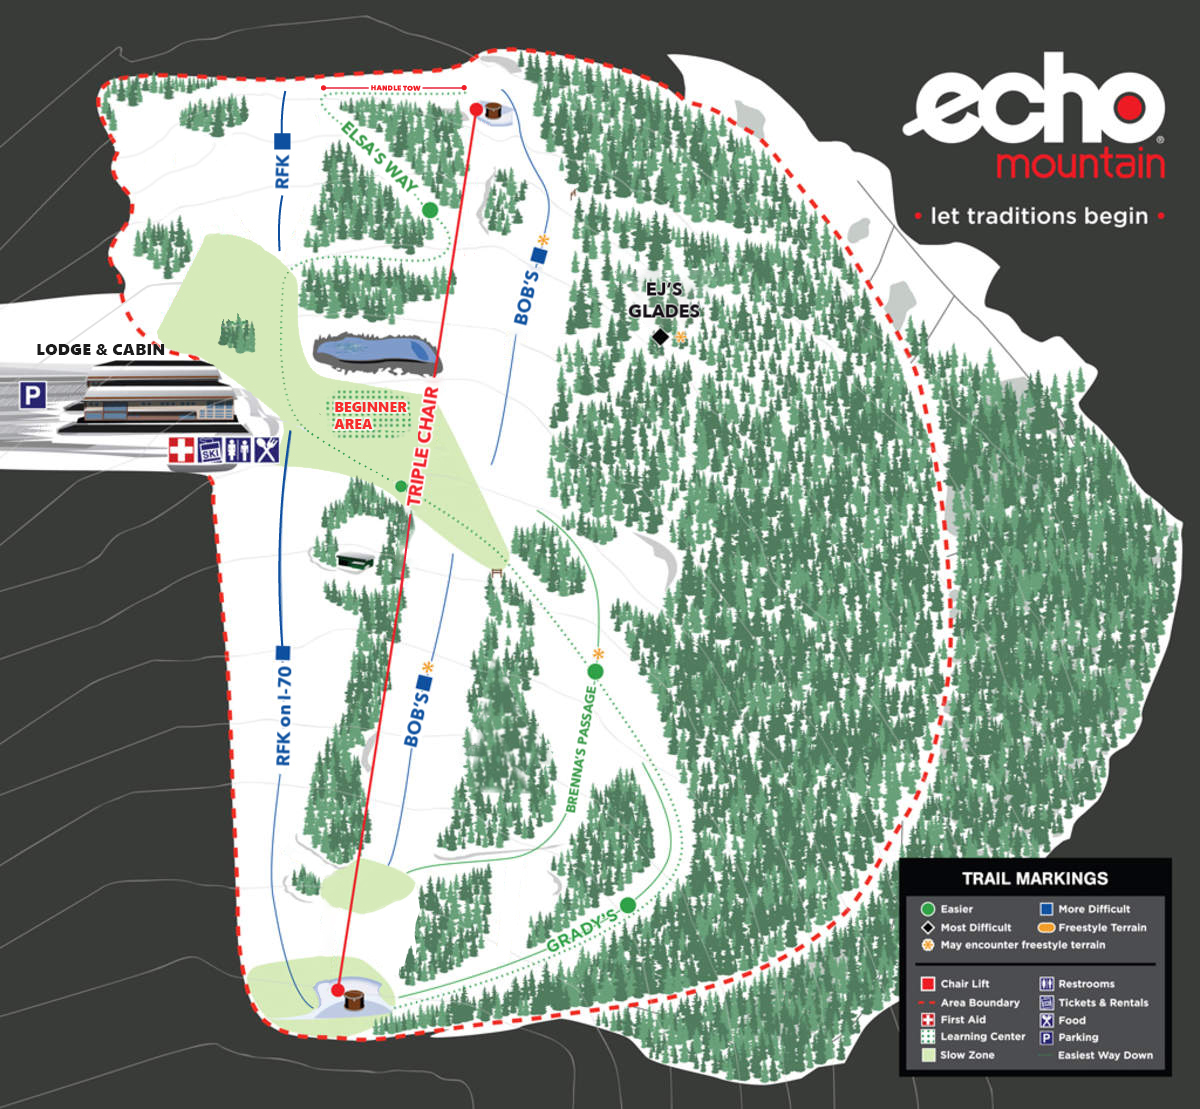 echo
®
mountain
• let traditions begin •
HANDLE TOW
ELSA'S WAY
RFK
BOB'S
EJ'S
GLADES
LODGE & CABIN
P
SKI
BEGINNER
AREA
TRIPLE CHAIR
RFK on I-70
BOB'S
BRENNA'S PASSAGE
GRADY'S
TRAIL MARKINGS
Easier
More Difficult
Most Difficult
Freestyle Terrain
May encounter freestyle terrain
Chair Lift
Restrooms
Area Boundary
SKI
Tickets & Rentals
First Aid
Food
Learning Center
P
Parking
Slow Zone
Easiest Way Down